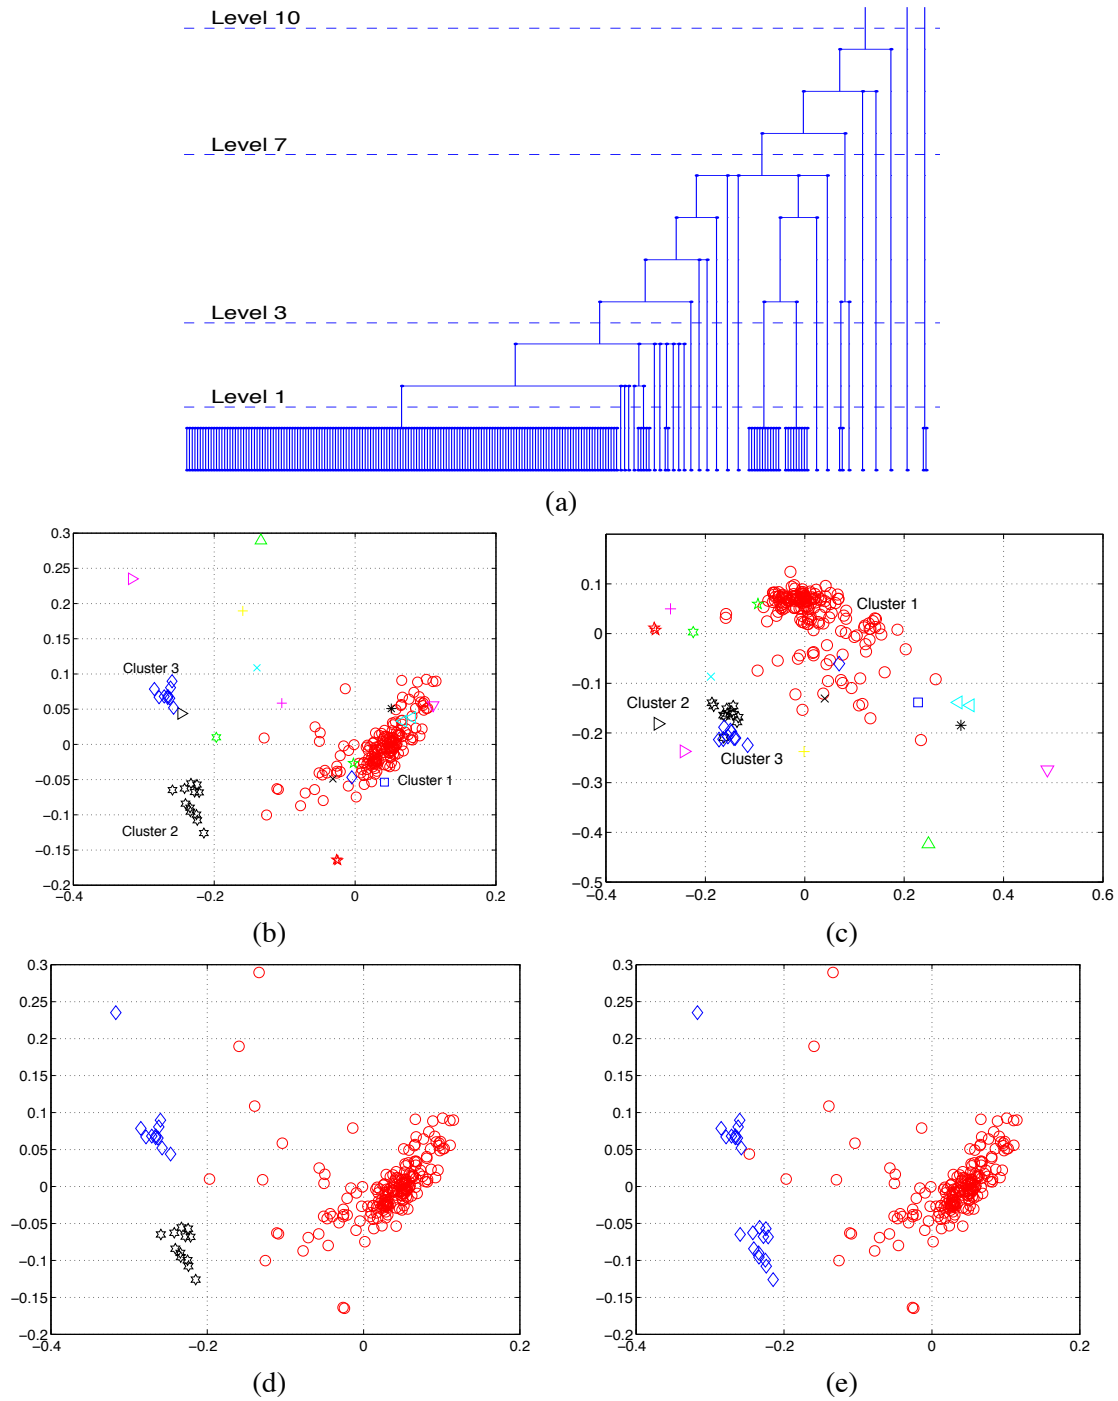 Level 10
Level 7
Level 3
Level 1
(a)
0.3
0.25
0.2
0.15
0.1
0.05
0
−0.05
−0.1
−0.15
−0.2
−0.4 −0.2 0 0.2
Cluster 3
Cluster 1
Cluster 2
(b)
0.1
0
−0.1
−0.2
−0.3
−0.4
−0.5
−0.4 −0.2 0 0.2 0.4 0.6
Cluster 1
Cluster 2
Cluster 3
(c)
0.3
0.25
0.2
0.15
0.1
0.05
0
−0.05
−0.1
−0.15
−0.2
−0.4 −0.2 0 0.2
(d)
0.3
0.25
0.2
0.15
0.1
0.05
0
−0.05
−0.1
−0.15
−0.2
−0.4 −0.2 0 0.2
(e)